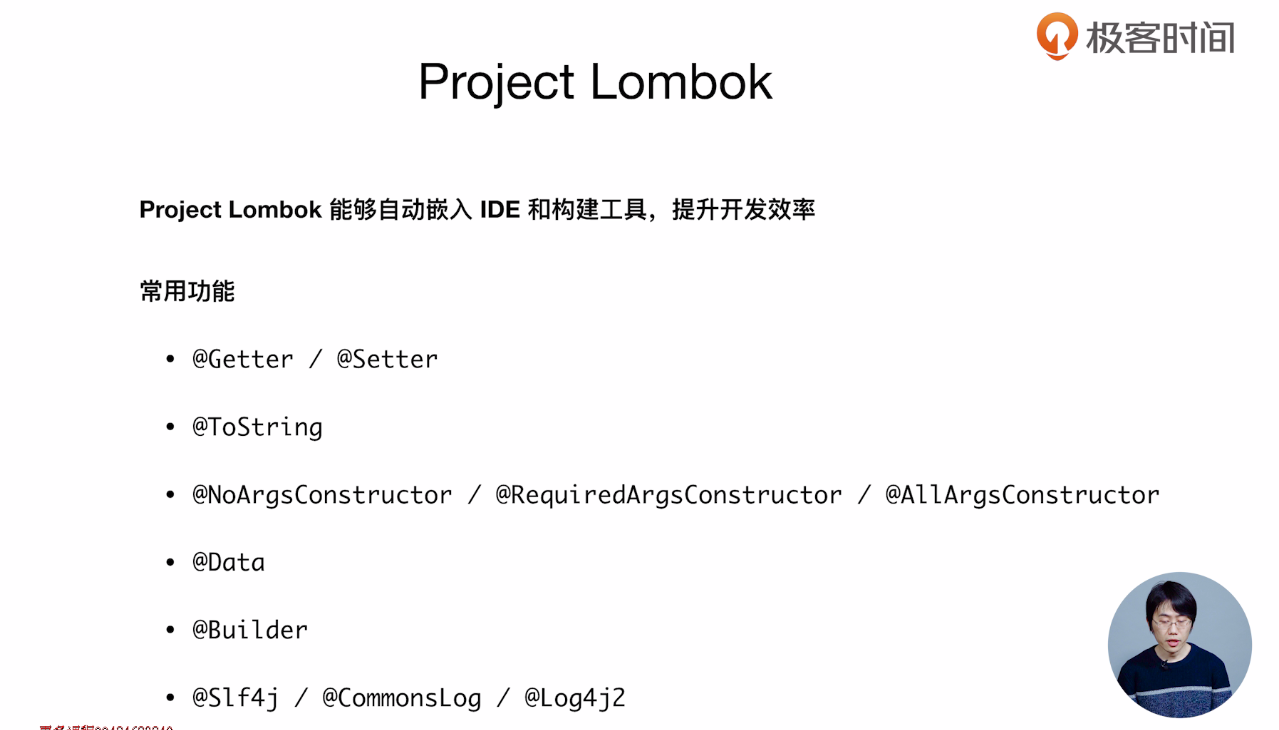 极客时间
Project Lombok
Project Lombok 能够自动嵌入 IDE 和构建工具，提升开发效率
常用功能
• @Getter / @Setter
• @ToString
• @NoArgsConstructor / @RequiredArgsConstructor / @AllArgsConstructor
• @Data
• @Builder
• @Slf4j / @CommonsLog / @Log4j2